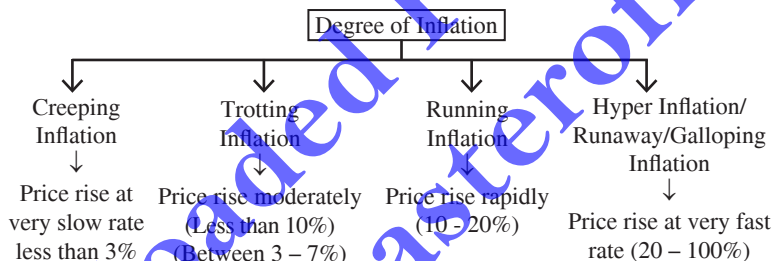 Degree of Inflation
Creeping
Inflation
↓
Price rise at
very slow rate
less than 3%
Trotting
Inflation
↓
Price rise moderately
(Less than 10%)
(Between 3 – 7%)
Running
Inflation
↓
Price rise rapidly
(10 - 20%)
Hyper Inflation/
Runaway/Galloping
Inflation
↓
Price rise at very fast
rate (20 – 100%)